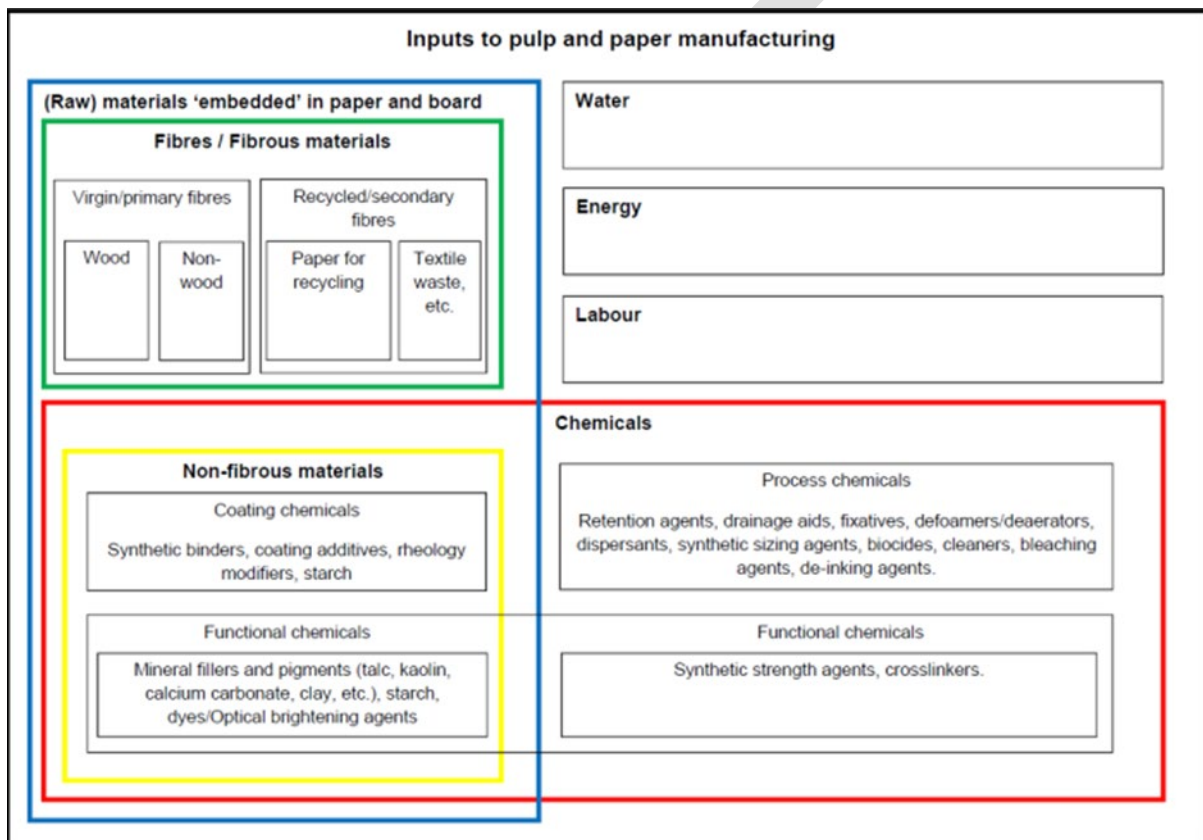 Inputs to pulp and paper manufacturing
(Raw) materials ‘embedded’ in paper and board
Fibres / Fibrous materials
Virgin/primary fibres
Wood
Non-
wood
Recycled/secondary
fibres
Paper for
recycling
Textile
waste,
etc.
Water
Energy
Labour
Chemicals
Non-fibrous materials
Coating chemicals
Synthetic binders, coating additives, rheology
modifiers, starch
Functional chemicals
Mineral fillers and pigments (talc, kaolin,
calcium carbonate, clay, etc.), starch,
dyes/Optical brightening agents
Process chemicals
Retention agents, drainage aids, fixatives, defoamers/deaerators,
dispersants, synthetic sizing agents, biocides, cleaners, bleaching
agents, de-inking agents.
Functional chemicals
Synthetic strength agents, crosslinkers.